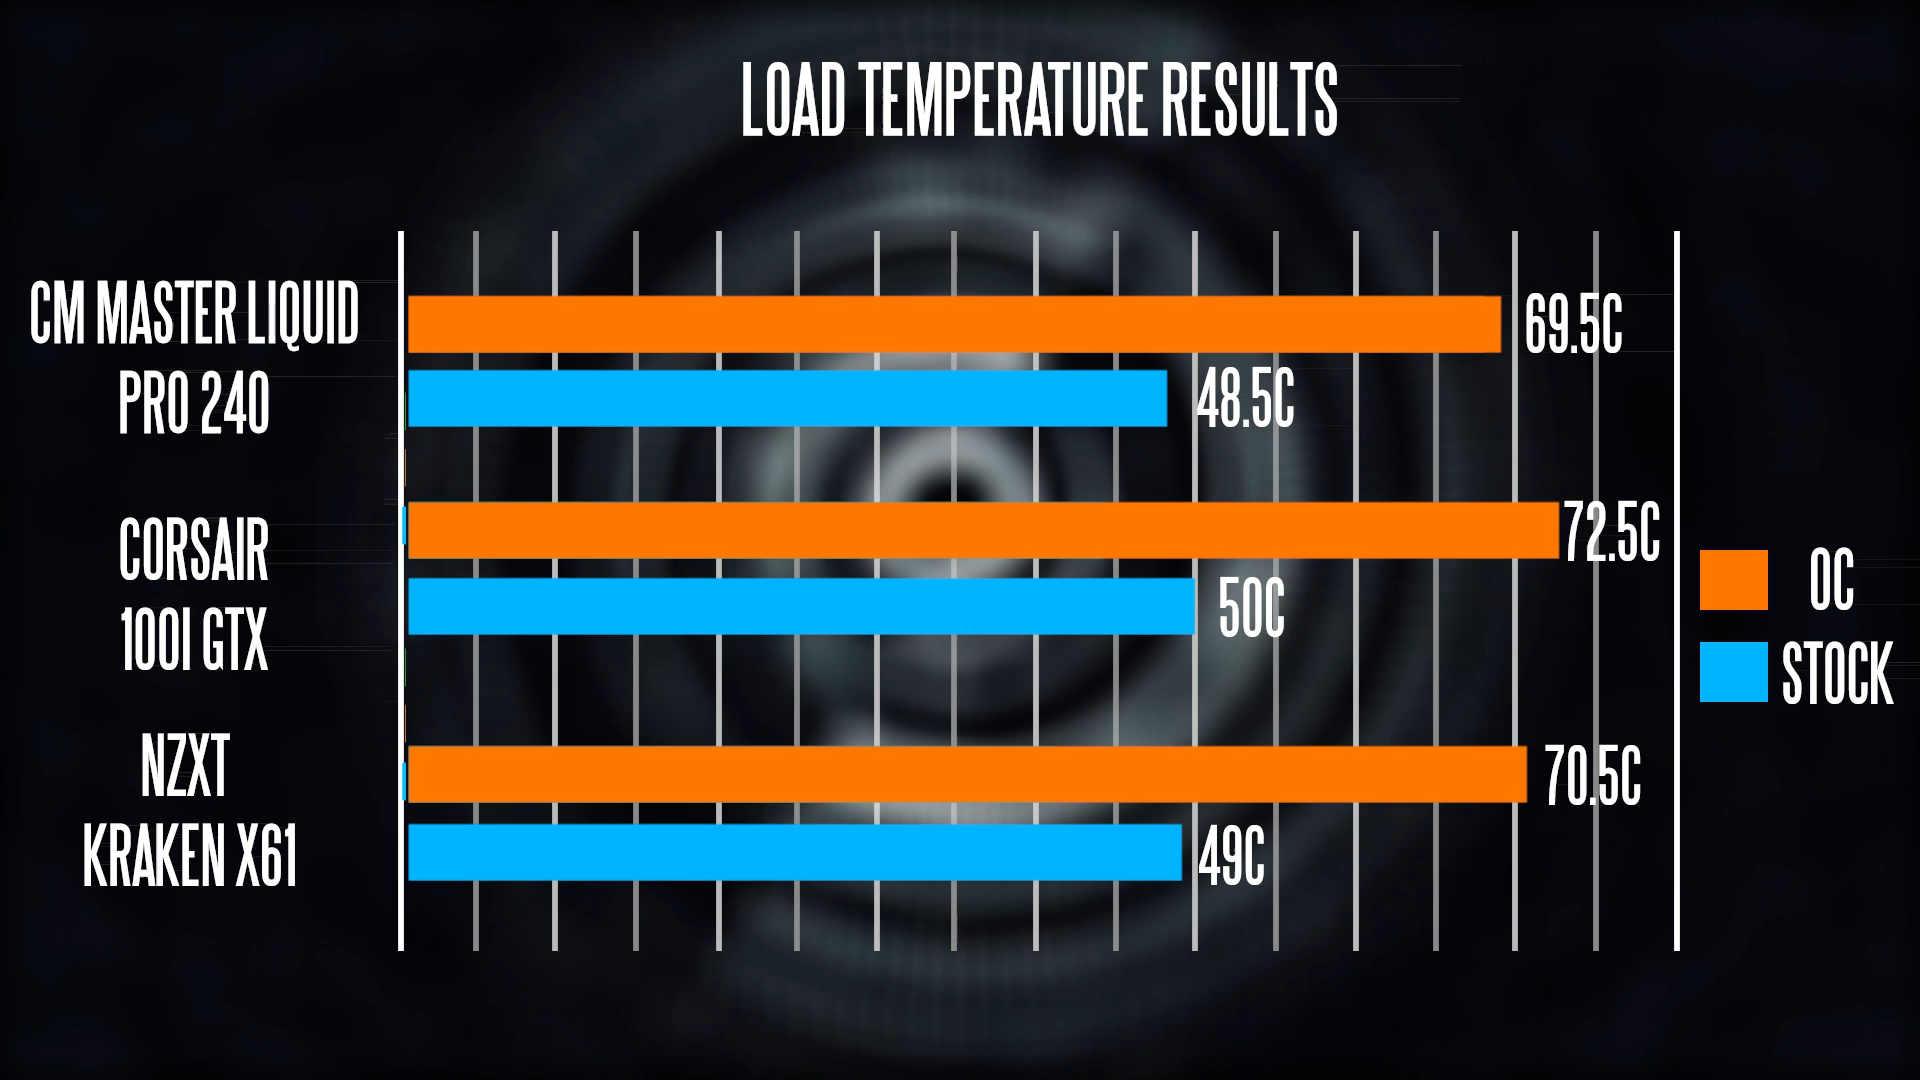 LOAD TEMPERATURE RESULTS
CM MASTER LIQUID
PRO 240
69.5C
48.5C
CORSAIR
100I GTX
72.5C
50C
NZXT
KRAKEN X61
70.5C
49C
OC
STOCK